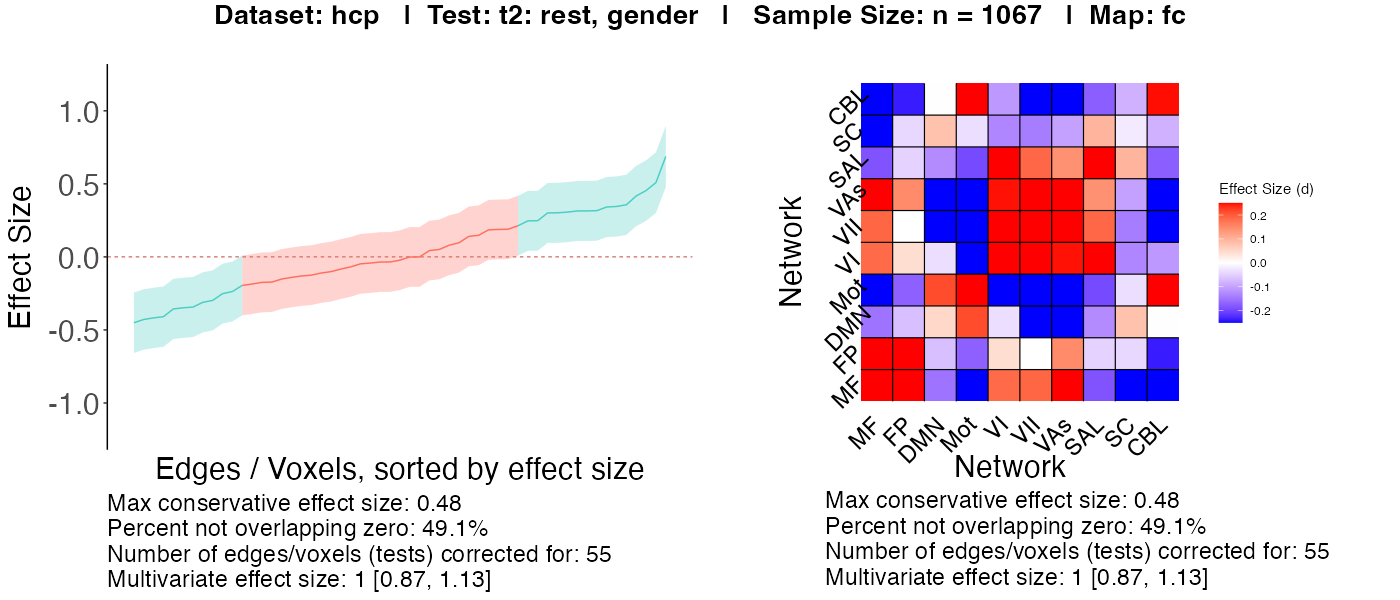 Dataset: hcp | Test: t2: rest, gender | Sample Size: n = 1067 | Map: fc
Effect Size
1.0
0.5
0.0
-0.5
-1.0
Edges / Voxels, sorted by effect size
Max conservative effect size: 0.48
Percent not overlapping zero: 49.1%
Number of edges/voxels (tests) corrected for: 55
Multivariate effect size: 1 [0.87, 1.13]
Network
CBL
SC
SAL
VAs
VII
VI
Mot
DMN
FP
MF
MF
FP
DMN
Mot
VI
VII
VAs
SAL
SC
CBL
Network
Effect Size (d)
0.2
0.1
0.0
-0.1
-0.2
Max conservative effect size: 0.48
Percent not overlapping zero: 49.1%
Number of edges/voxels (tests) corrected for: 55
Multivariate effect size: 1 [0.87, 1.13]